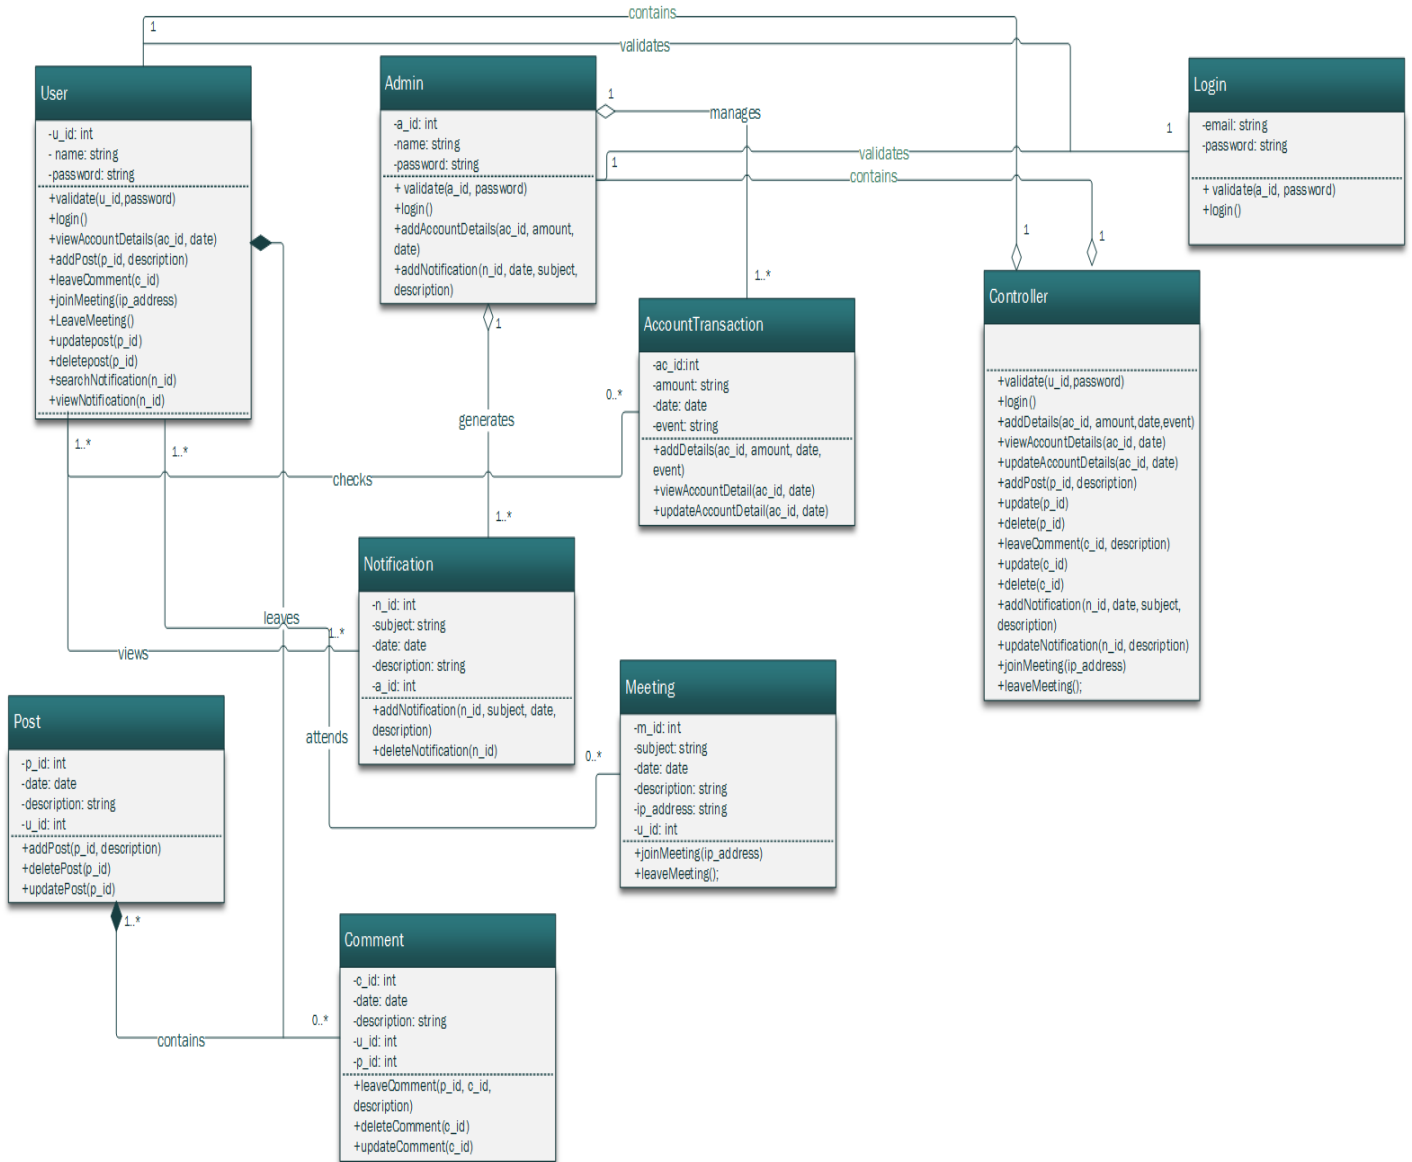 contains
1
validates
User
-u_id: int
- name: string
-password: string
+validate(u_id,password)
+login()
+viewAccountDetails(ac_id, date)
+addPost(p_id, description)
+leaveComment(c_id)
+joinMeeting(ip_address)
+LeaveMeeting()
+updatepost(p_id)
+deletepost(p_id)
+searchNotification(n_id)
+viewNotification(n_id)
1..*
1..*
Admin
-a_id: int
-name: string
-password: string
+ validate(a_id, password)
+login()
+addAccountDetails(ac_id, amount,
date)
+addNotification(n_id, date, subject,
description)
1
manages
1
validates
contains
1
1
1
1
1..*
Login
-email: string
-password: string
+ validate(a_id, password)
+login()
AccountTransaction
-ac_id:int
-amount: string
-date: date
-event: string
+addDetails(ac_id, amount, date,
event)
+viewAccountDetail(ac_id, date)
+updateAccountDetail(ac_id, date)
0..*
generates
checks
1..*
Controller
+validate(u_id,password)
+login()
+addDetails(ac_id, amount,date,event)
+viewAccountDetails(ac_id, date)
+updateAccountDetails(ac_id, date)
+addPost(p_id, description)
+update(p_id)
+delete(p_id)
+leaveComment(c_id, description)
+update(c_id)
+delete(c_id)
+addNotification(n_id, date, subject,
description)
+updateNotification(n_id, description)
+joinMeeting(ip_address)
+leaveMeeting();
Notification
-n_id: int
-subject: string
-date: date
-description: string
-a_id: int
+addNotification(n_id, subject, date,
description)
+deleteNotification(n_id)
leaves
1..*
views
attends
0..*
Meeting
-m_id: int
-subject: string
-date: date
-description: string
-ip_address: string
-u_id: int
+joinMeeting(ip_address)
+leaveMeeting();
Post
-p_id: int
-date: date
-description: string
-u_id: int
+addPost(p_id, description)
+deletePost(p_id)
+updatePost(p_id)
1..*
contains
0..*
Comment
-c_id: int
-date: date
-description: string
-u_id: int
-p_id: int
+leaveComment(p_id, c_id,
description)
+deleteComment(c_id)
+updateComment(c_id)